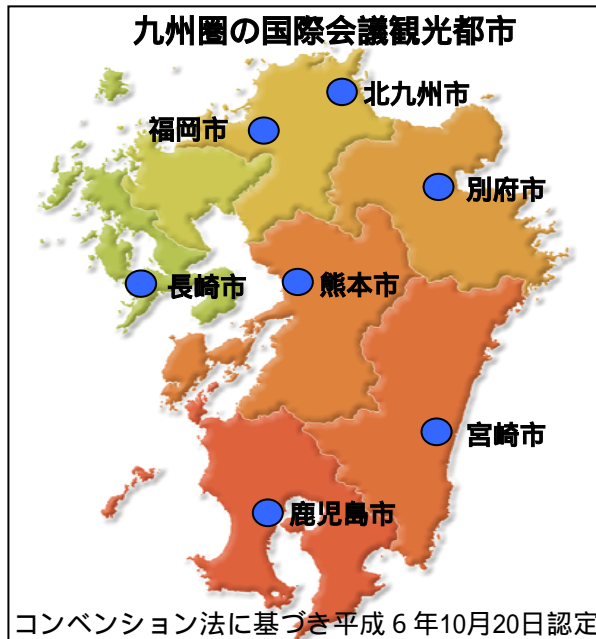 九州圏の国際会議観光都市
北九州市
福岡市
別府市
長崎市
熊本市
宮崎市
鹿児島市
コンベンション法に基づき平成６年10月20日認定